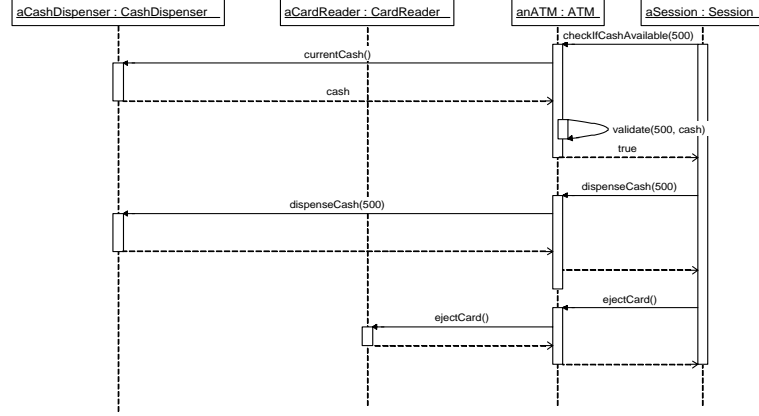 aCashDispenser : CashDispenser
aCardReader : CardReader
anATM : ATM
aSession : Session
checkIfCashAvailable(500)
currentCash()
cash
validate(500, cash)
true
dispenseCash(500)
dispenseCash(500)
ejectCard()
ejectCard()